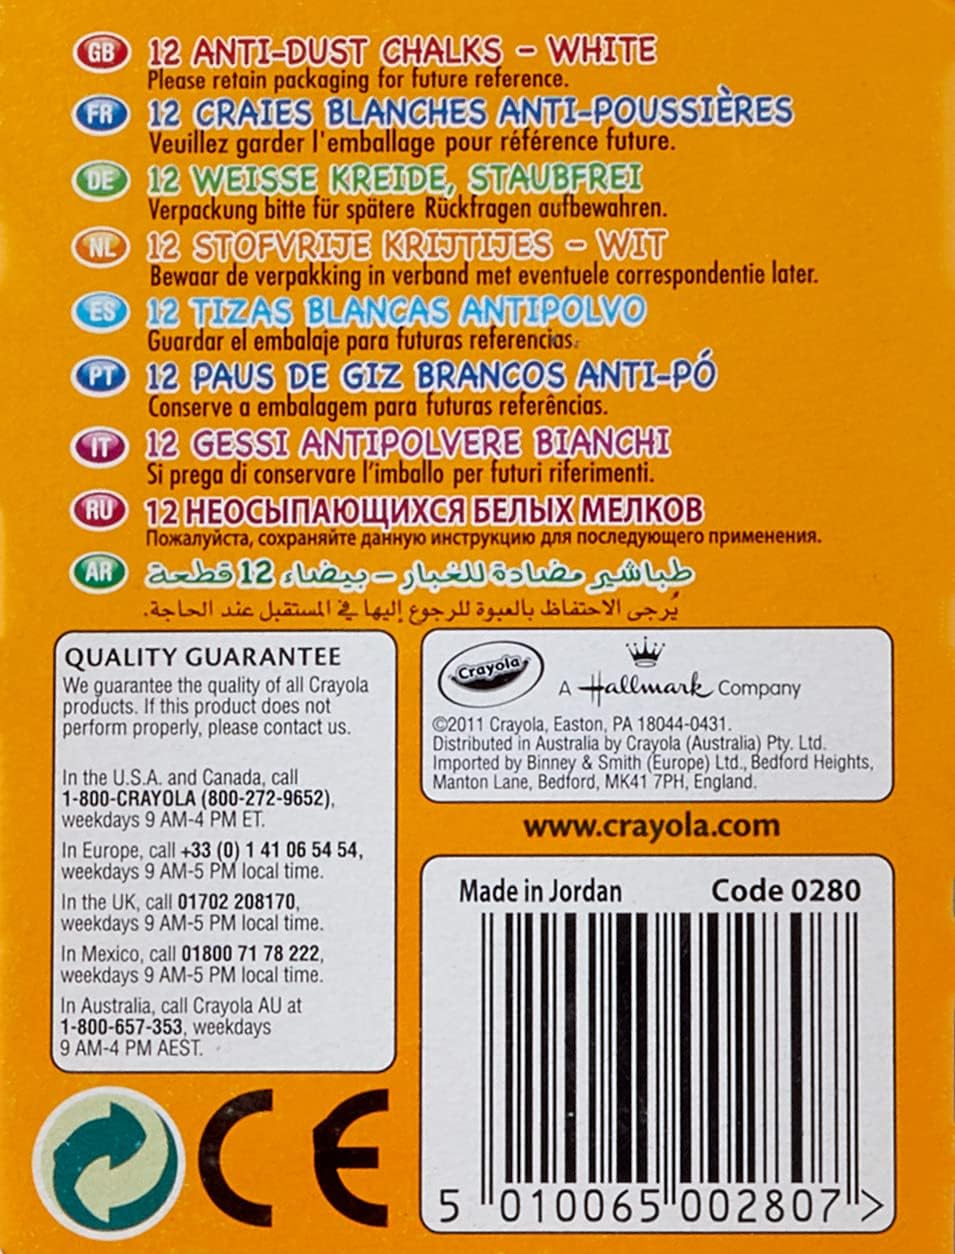 GB 12 ANTI-DUST CHALKS - WHITE
Please retain packaging for future reference.
FR 12 CRAIES BLANCHES ANTI-POUSSIÈRES
Veuillez garder l'emballage pour référence future.
DE 12 WEISSE KREIDE, STAUBFREI
Verpackung bitte für spätere Rückfragen aufbewahren.
NL 12 STOFVRIJE KRIJTIJES - WIT
Bewaar de verpakking in verband met eventuele correspondentie later.
ES 12 TIZAS BLANCAS ANTIPOLVO
Guardar el embalaje para futuras referencias.
PT 12 PAUS DE GIZ BRANCOS ANTI-PÓ
Conserve a embalagem para futuras referências.
IT 12 GESSI ANTIPOLVERE BIANCHI
Si prega di conservare l'imballo per futuri riferimenti.
RU 12 НЕОСЫПАЮЩИХСЯ БЕЛЫХ МЕЛКОВ
Пожалуйста, сохраняйте данную инструкцию для последующего применения.
AR طباشير مضادة للغبار – بيضاء 12 قطعة
يُرجى الاحتفاظ بالعبوة للرجوع إليها في المستقبل عند الحاجة.
QUALITY GUARANTEE
We guarantee the quality of all Crayola
products. If this product does not
perform properly, please contact us.
In the U.S.A. and Canada, call
1-800-CRAYOLA (800-272-9652),
weekdays 9 AM-4 PM ET.
In Europe, call +33 (0) 1 41 06 54 54,
weekdays 9 AM-5 PM local time.
In the UK, call 01702 208170,
weekdays 9 AM-5 PM local time.
In Mexico, call 01800 71 78 222,
weekdays 9 AM-5 PM local time.
In Australia, call Crayola AU at
1-800-657-353, weekdays
9 AM-4 PM AEST.
Crayola
A Hallmark Company
©2011 Crayola, Easton, PA 18044-0431.
Distributed in Australia by Crayola (Australia) Pty. Ltd.
Imported by Binney & Smith (Europe) Ltd., Bedford Heights,
Manton Lane, Bedford, MK41 7PH, England.
www.crayola.com
Made in Jordan Code 0280
5 010065 002807 >
CE